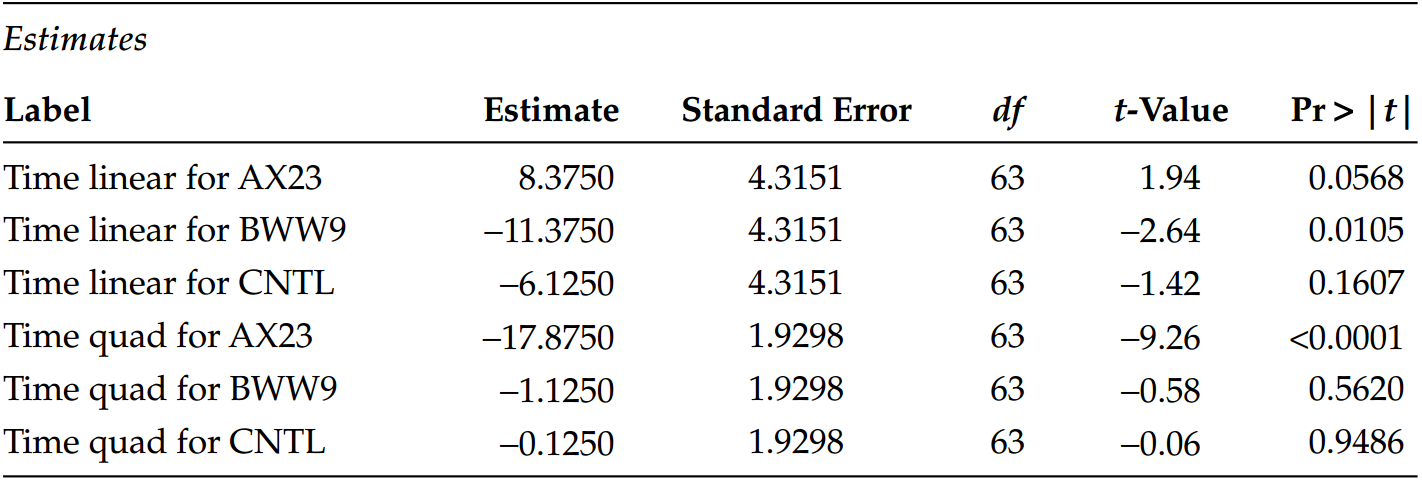 Estimates
Label Estimate Standard Error df t-Value Pr > |t|
Time linear for AX23 8.3750 4.3151 63 1.94 0.0568
Time linear for BWW9 –11.3750 4.3151 63 –2.64 0.0105
Time linear for CNTL –6.1250 4.3151 63 –1.42 0.1607
Time quad for AX23 –17.8750 1.9298 63 –9.26 <0.0001
Time quad for BWW9 –1.1250 1.9298 63 –0.58 0.5620
Time quad for CNTL –0.1250 1.9298 63 –0.06 0.9486